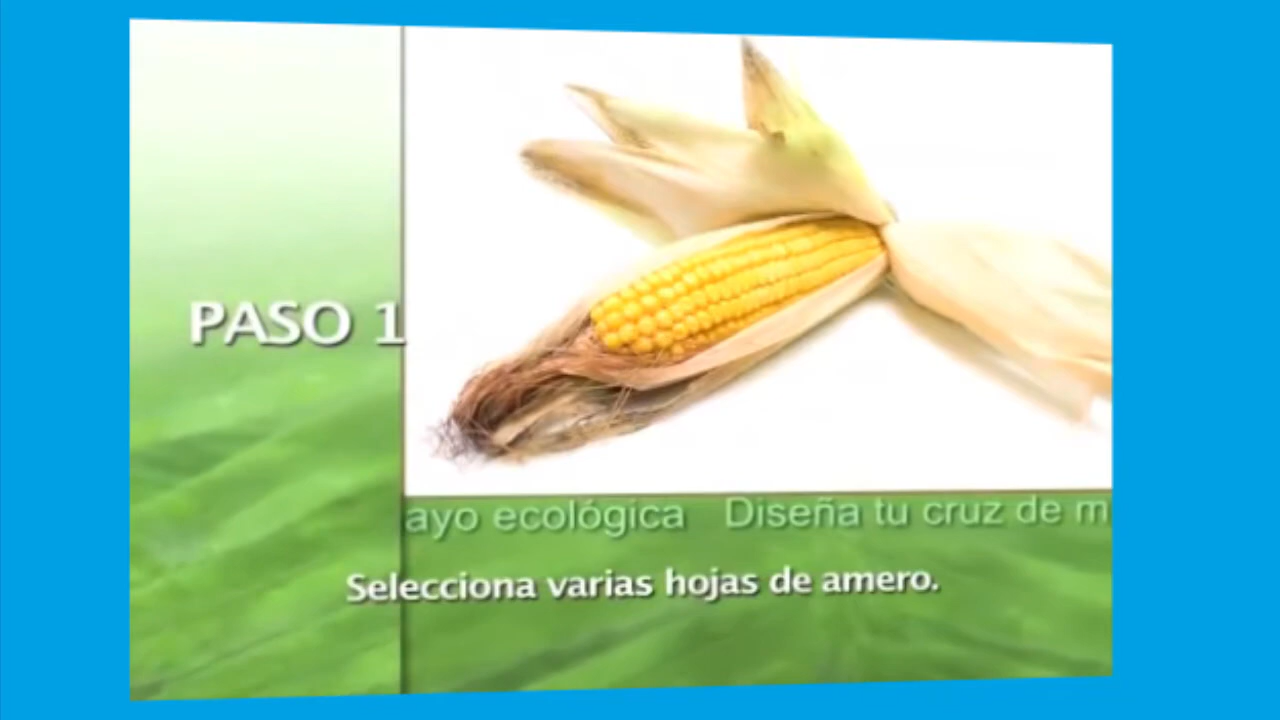 PASO 1
ayo ecológica Diseña tu cruz de m
Selecciona varias hojas de amero.